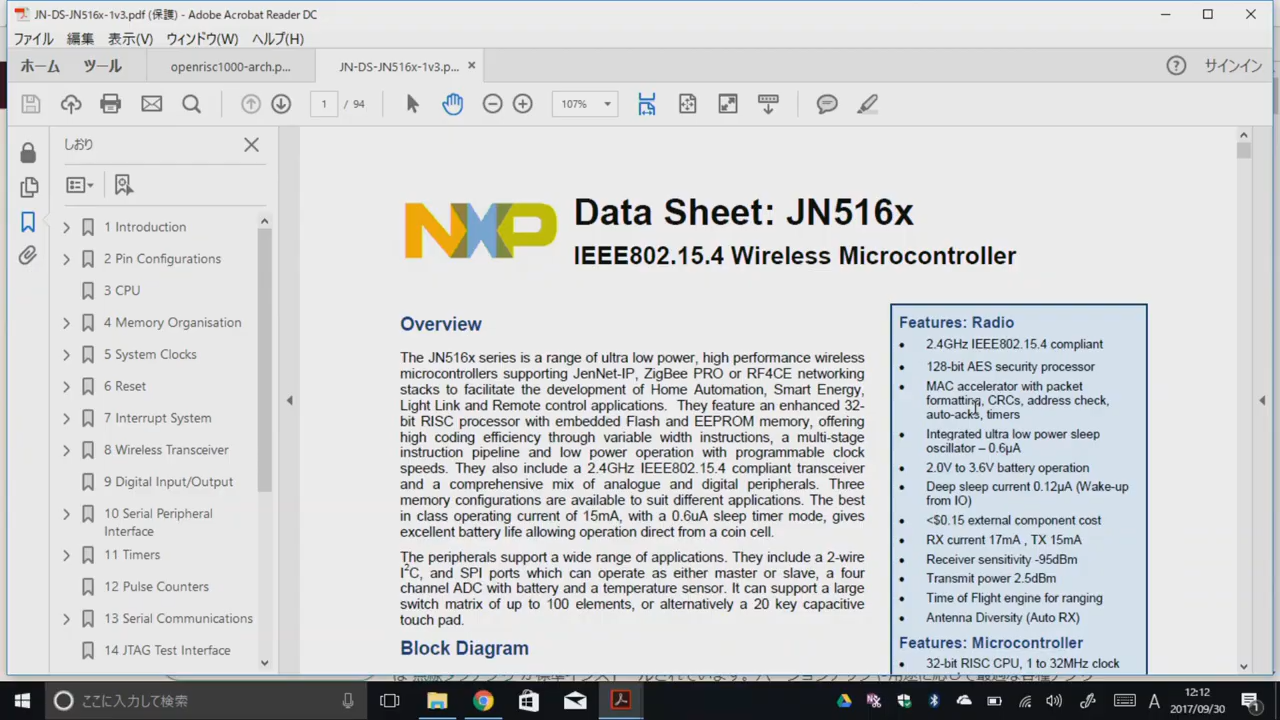 JN-DS-JN516x-1v3.pdf (保護) - Adobe Acrobat Reader DC
ファイル 編集 表示(V) ウィンドウ(W) ヘルプ(H)
ホーム ツール openrisc1000-arch.p... JN-DS-JN516x-1v3.p... × サインイン
1 / 94 107%
しおり
1 Introduction
2 Pin Configurations
3 CPU
4 Memory Organisation
5 System Clocks
6 Reset
7 Interrupt System
8 Wireless Transceiver
9 Digital Input/Output
10 Serial Peripheral
Interface
11 Timers
12 Pulse Counters
13 Serial Communications
14 JTAG Test Interface
NXP
Data Sheet: JN516x
IEEE802.15.4 Wireless Microcontroller
Overview
The JN516x series is a range of ultra low power, high performance wireless
microcontrollers supporting JenNet-IP, ZigBee PRO or RF4CE networking
stacks to facilitate the development of Home Automation, Smart Energy,
Light Link and Remote control applications. They feature an enhanced 32-
bit RISC processor with embedded Flash and EEPROM memory, offering
high coding efficiency through variable width instructions, a multi-stage
instruction pipeline and low power operation with programmable clock
speeds. They also include a 2.4GHz IEEE802.15.4 compliant transceiver
and a comprehensive mix of analogue and digital peripherals. Three
memory configurations are available to suit different applications. The best
in class operating current of 15mA, with a 0.6uA sleep timer mode, gives
excellent battery life allowing operation direct from a coin cell.
The peripherals support a wide range of applications. They include a 2-wire
I²C, and SPI ports which can operate as either master or slave, a four
channel ADC with battery and a temperature sensor. It can support a large
switch matrix of up to 100 elements, or alternatively a 20 key capacitive
touch pad.
Block Diagram
Features: Radio
• 2.4GHz IEEE802.15.4 compliant
• 128-bit AES security processor
• MAC accelerator with packet
formatting, CRCs, address check,
auto-acks, timers
• Integrated ultra low power sleep
oscillator – 0.6µA
• 2.0V to 3.6V battery operation
• Deep sleep current 0.12µA (Wake-up
from IO)
• <$0.15 external component cost
• RX current 17mA , TX 15mA
• Receiver sensitivity -95dBm
• Transmit power 2.5dBm
• Time of Flight engine for ranging
• Antenna Diversity (Auto RX)
Features: Microcontroller
• 32-bit RISC CPU, 1 to 32MHz clock
ここに入力して検索
A
12:12
2017/09/30
1